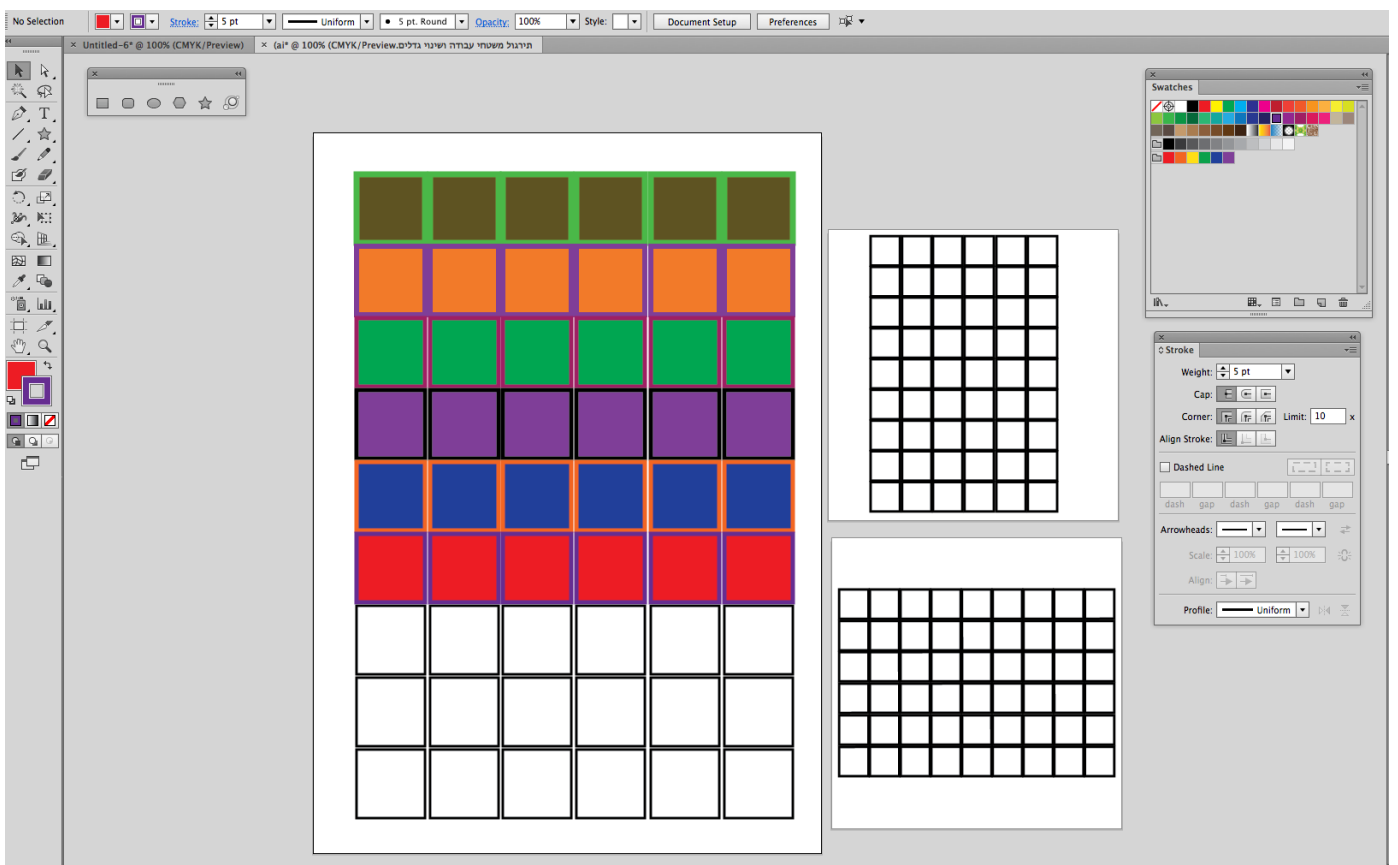 No Selection
Stroke: 5 pt
Uniform
5 pt. Round
Opacity: 100%
Style:
Document Setup
Preferences
× Untitled-6* @ 100% (CMYK/Preview)
× תירגול משטחי עבודה ושינוי גדלים.ai* @ 100% (CMYK/Preview)
Swatches
Stroke
Weight: 5 pt
Cap:
Corner:
Limit: 10 x
Align Stroke:
Dashed Line
dash gap dash gap dash gap
Arrowheads:
Scale: 100% 100%
Align:
Profile: Uniform